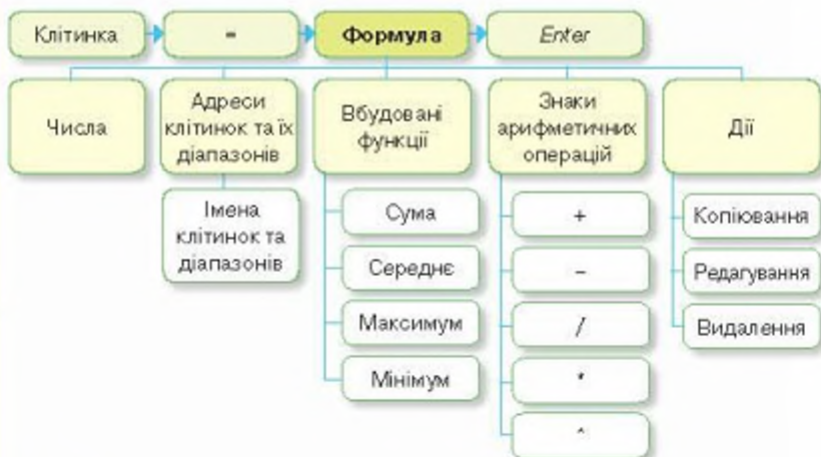 Клітинка
=
Формула
Enter
Числа
Адреси
клітинок та їх
діапазонів
Вбудовані
функції
Знаки
арифметичних
операцій
Дії
Імена
клітинок та
діапазонів
Сума
Середнє
Максимум
Мінімум
+
–
/
*
^
Копіювання
Редагування
Видалення